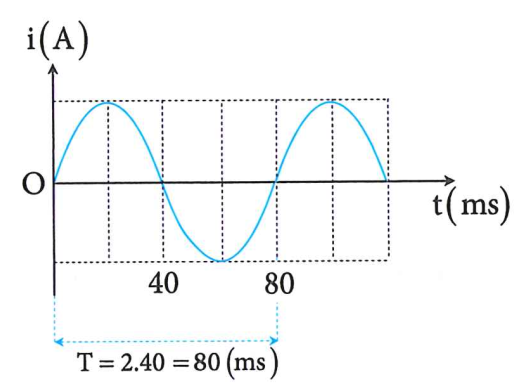 i(A)
O
t(ms)
40 80
T = 2.40 = 80 (ms)